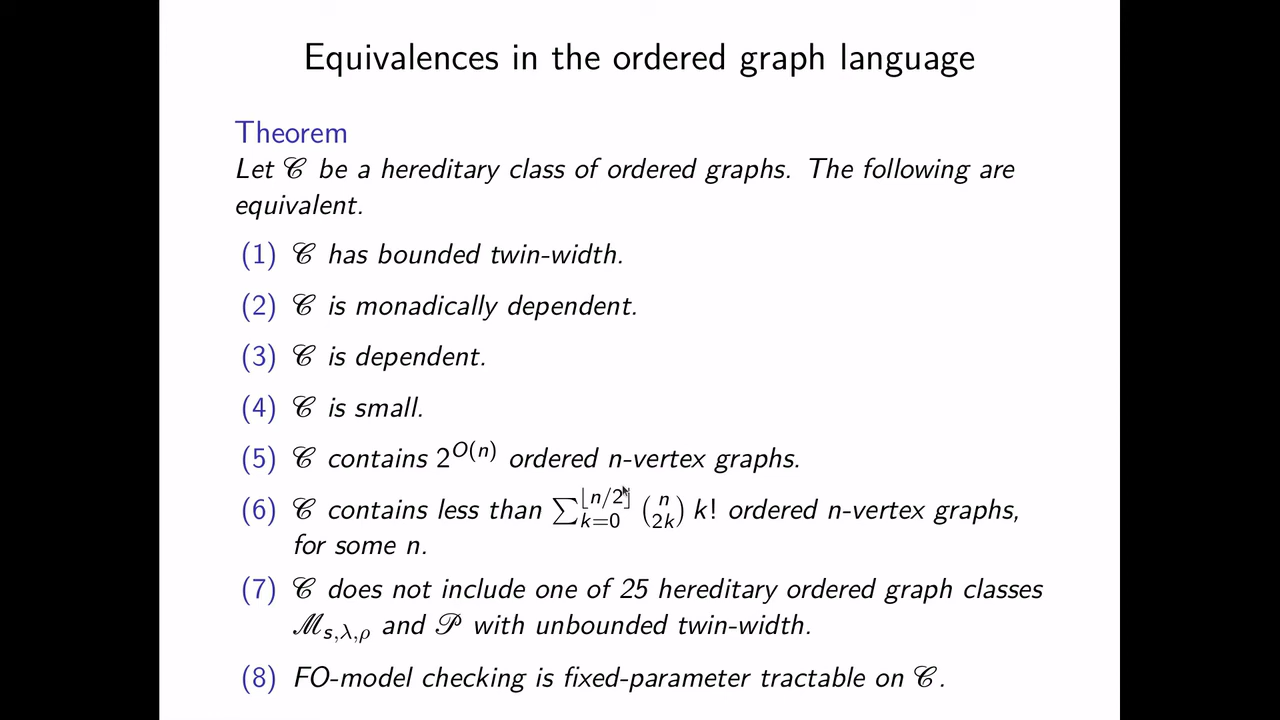 Equivalences in the ordered graph language
Theorem
Let 𝒞 be a hereditary class of ordered graphs. The following are
equivalent.
(1) 𝒞 has bounded twin-width.
(2) 𝒞 is monadically dependent.
(3) 𝒞 is dependent.
(4) 𝒞 is small.
(5) 𝒞 contains 2^{O(n)} ordered n-vertex graphs.
(6) 𝒞 contains less than ∑_{k=0}^{⌊n/2⌋} \binom{n}{2k} k! ordered n-vertex graphs,
for some n.
(7) 𝒞 does not include one of 25 hereditary ordered graph classes
ℳ_{s,λ,ρ} and 𝒫 with unbounded twin-width.
(8) FO-model checking is fixed-parameter tractable on 𝒞.